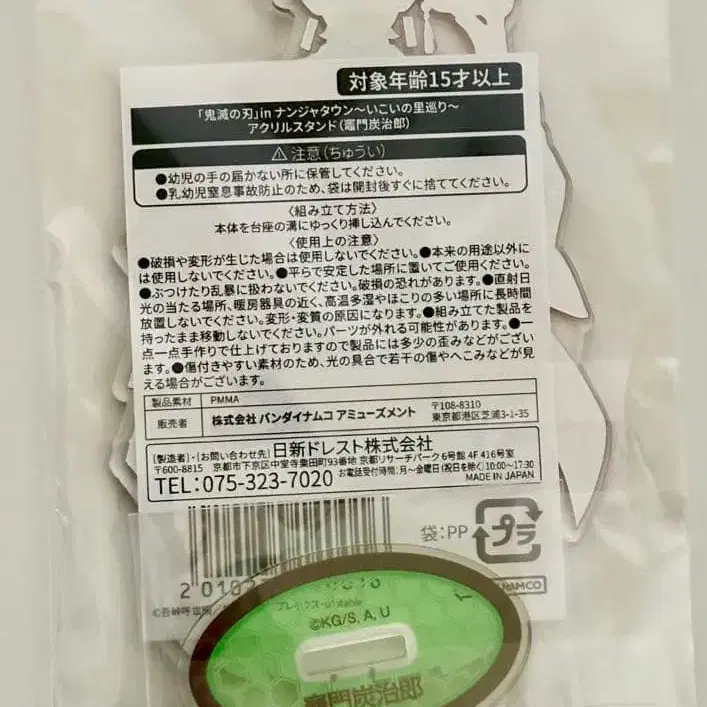 対象年齢15才以上
「鬼滅の刃」in ナンジャタウン～いこいの里巡り～
アクリルスタンド(竈門炭治郎)
⚠注意(ちゅうい)
●幼児の手の届かない所に保管してください。
●乳幼児窒息事故防止のため、袋は開封後すぐに捨ててください。
〈組み立て方法〉
本体を台座の溝にゆっくり挿し込んでください。
〈使用上の注意〉
●破損や変形が生じた場合は使用しないでください。●本来の用途以外に
は使用しないでください。●平らで安定した場所に置いてご使用ください。
●ぶつけたり乱暴に扱わないでください。破損の恐れがあります。●直射日
光の当たる場所、暖房器具の近く、高温多湿やほこりの多い場所に長時間
放置しないでください。変形・変質の原因になります。●組み立てた製品を
持ったまま移動しないでください。パーツが外れる可能性があります。●一
点一点手作りで仕上げておりますので製品には多少の歪みなどがござい
ます。●傷付きやすい素材のため、光の具合で若干の傷やへこみなどが見
える場合がございます。
製品素材 PMMA
販売者 株式会社 バンダイナムコ アミューズメント 〒108-8310
東京都港区芝浦3-1-35
[製造者]・[お問い合わせ先] 日新ドレスト株式会社
〒600-8815 京都市下京区中堂寺粟田町93番地 京都リサーチパーク6号館 4F 416号室
TEL:075-323-7020 お電話受付時間:月～金曜日(祝日を除く)10:00～17:30
MADE IN JAPAN
袋:PP プラ
©吾峠呼世晴/
©KG/S, A, U
竈門炭治郎